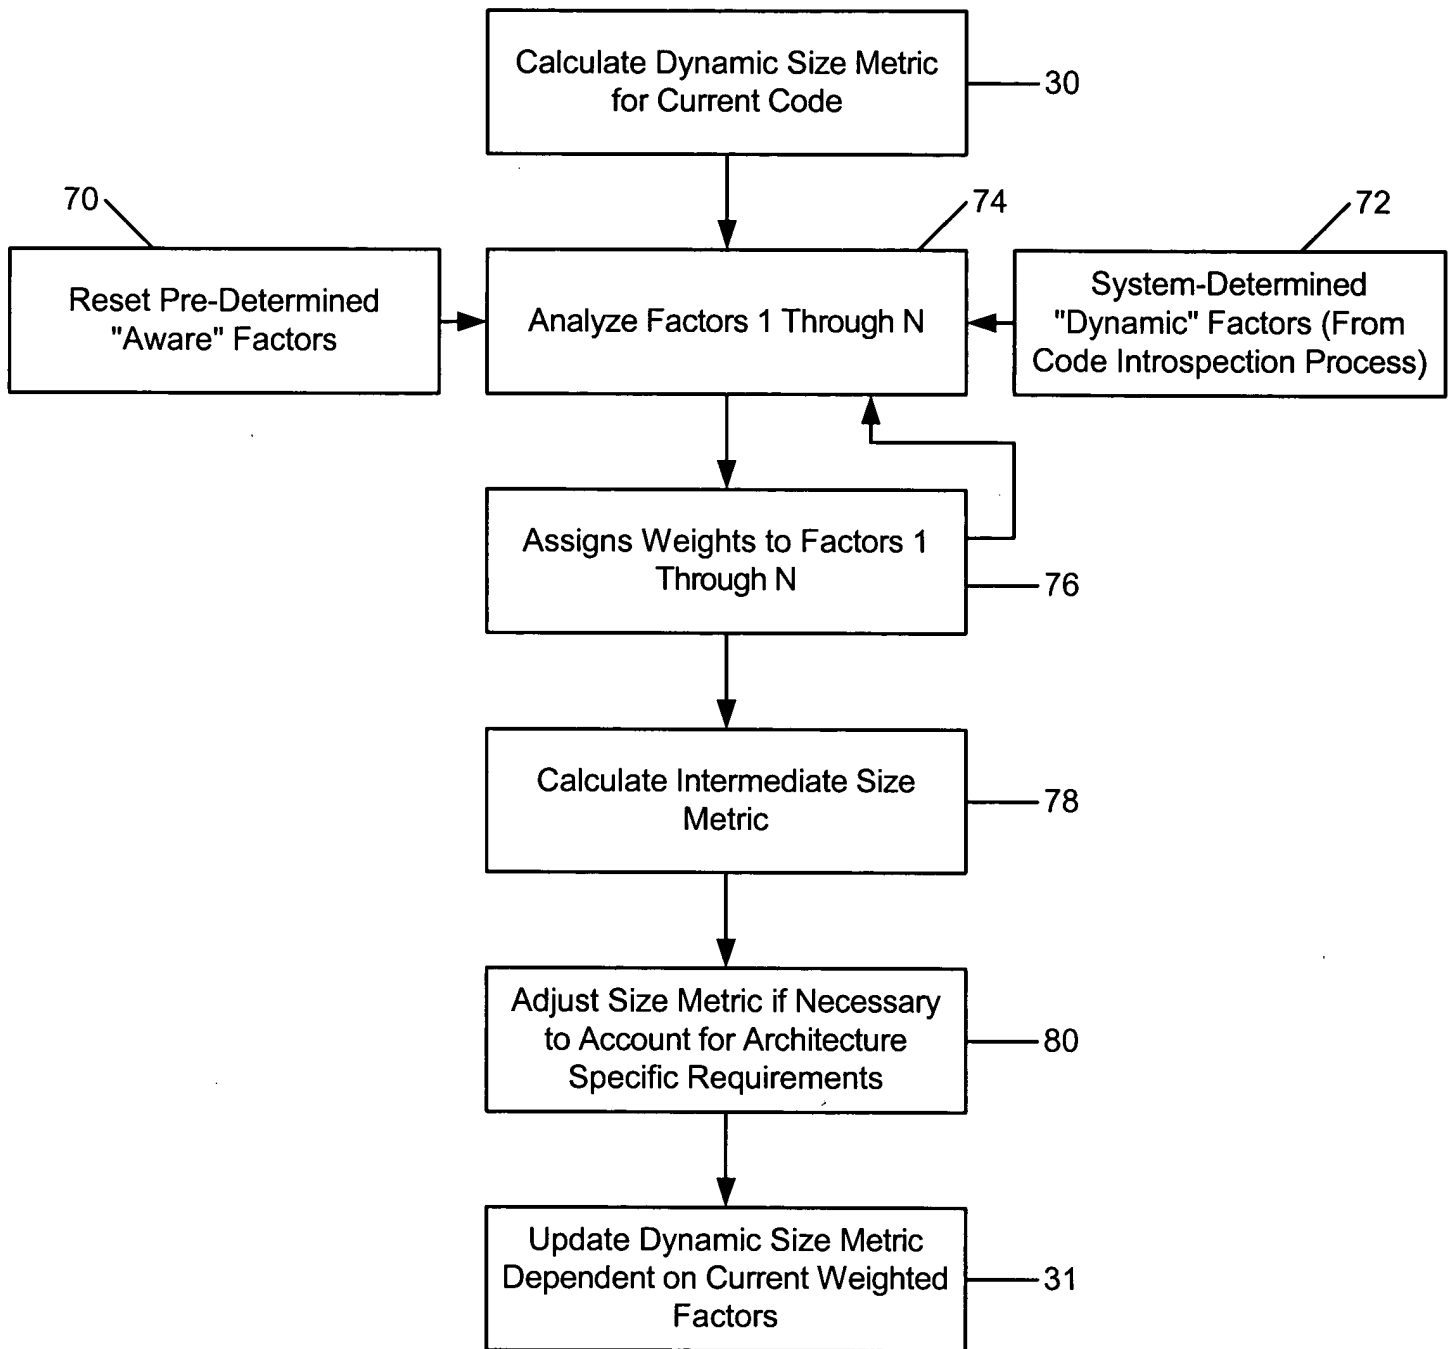 Calculate Dynamic Size Metric
for Current Code
30
70
74
72
Reset Pre-Determined
"Aware" Factors
Analyze Factors 1 Through N
System-Determined
"Dynamic" Factors (From
Code Introspection Process)
Assigns Weights to Factors 1
Through N
76
Calculate Intermediate Size
Metric
78
Adjust Size Metric if Necessary
to Account for Architecture
Specific Requirements
80
Update Dynamic Size Metric
Dependent on Current Weighted
Factors
31